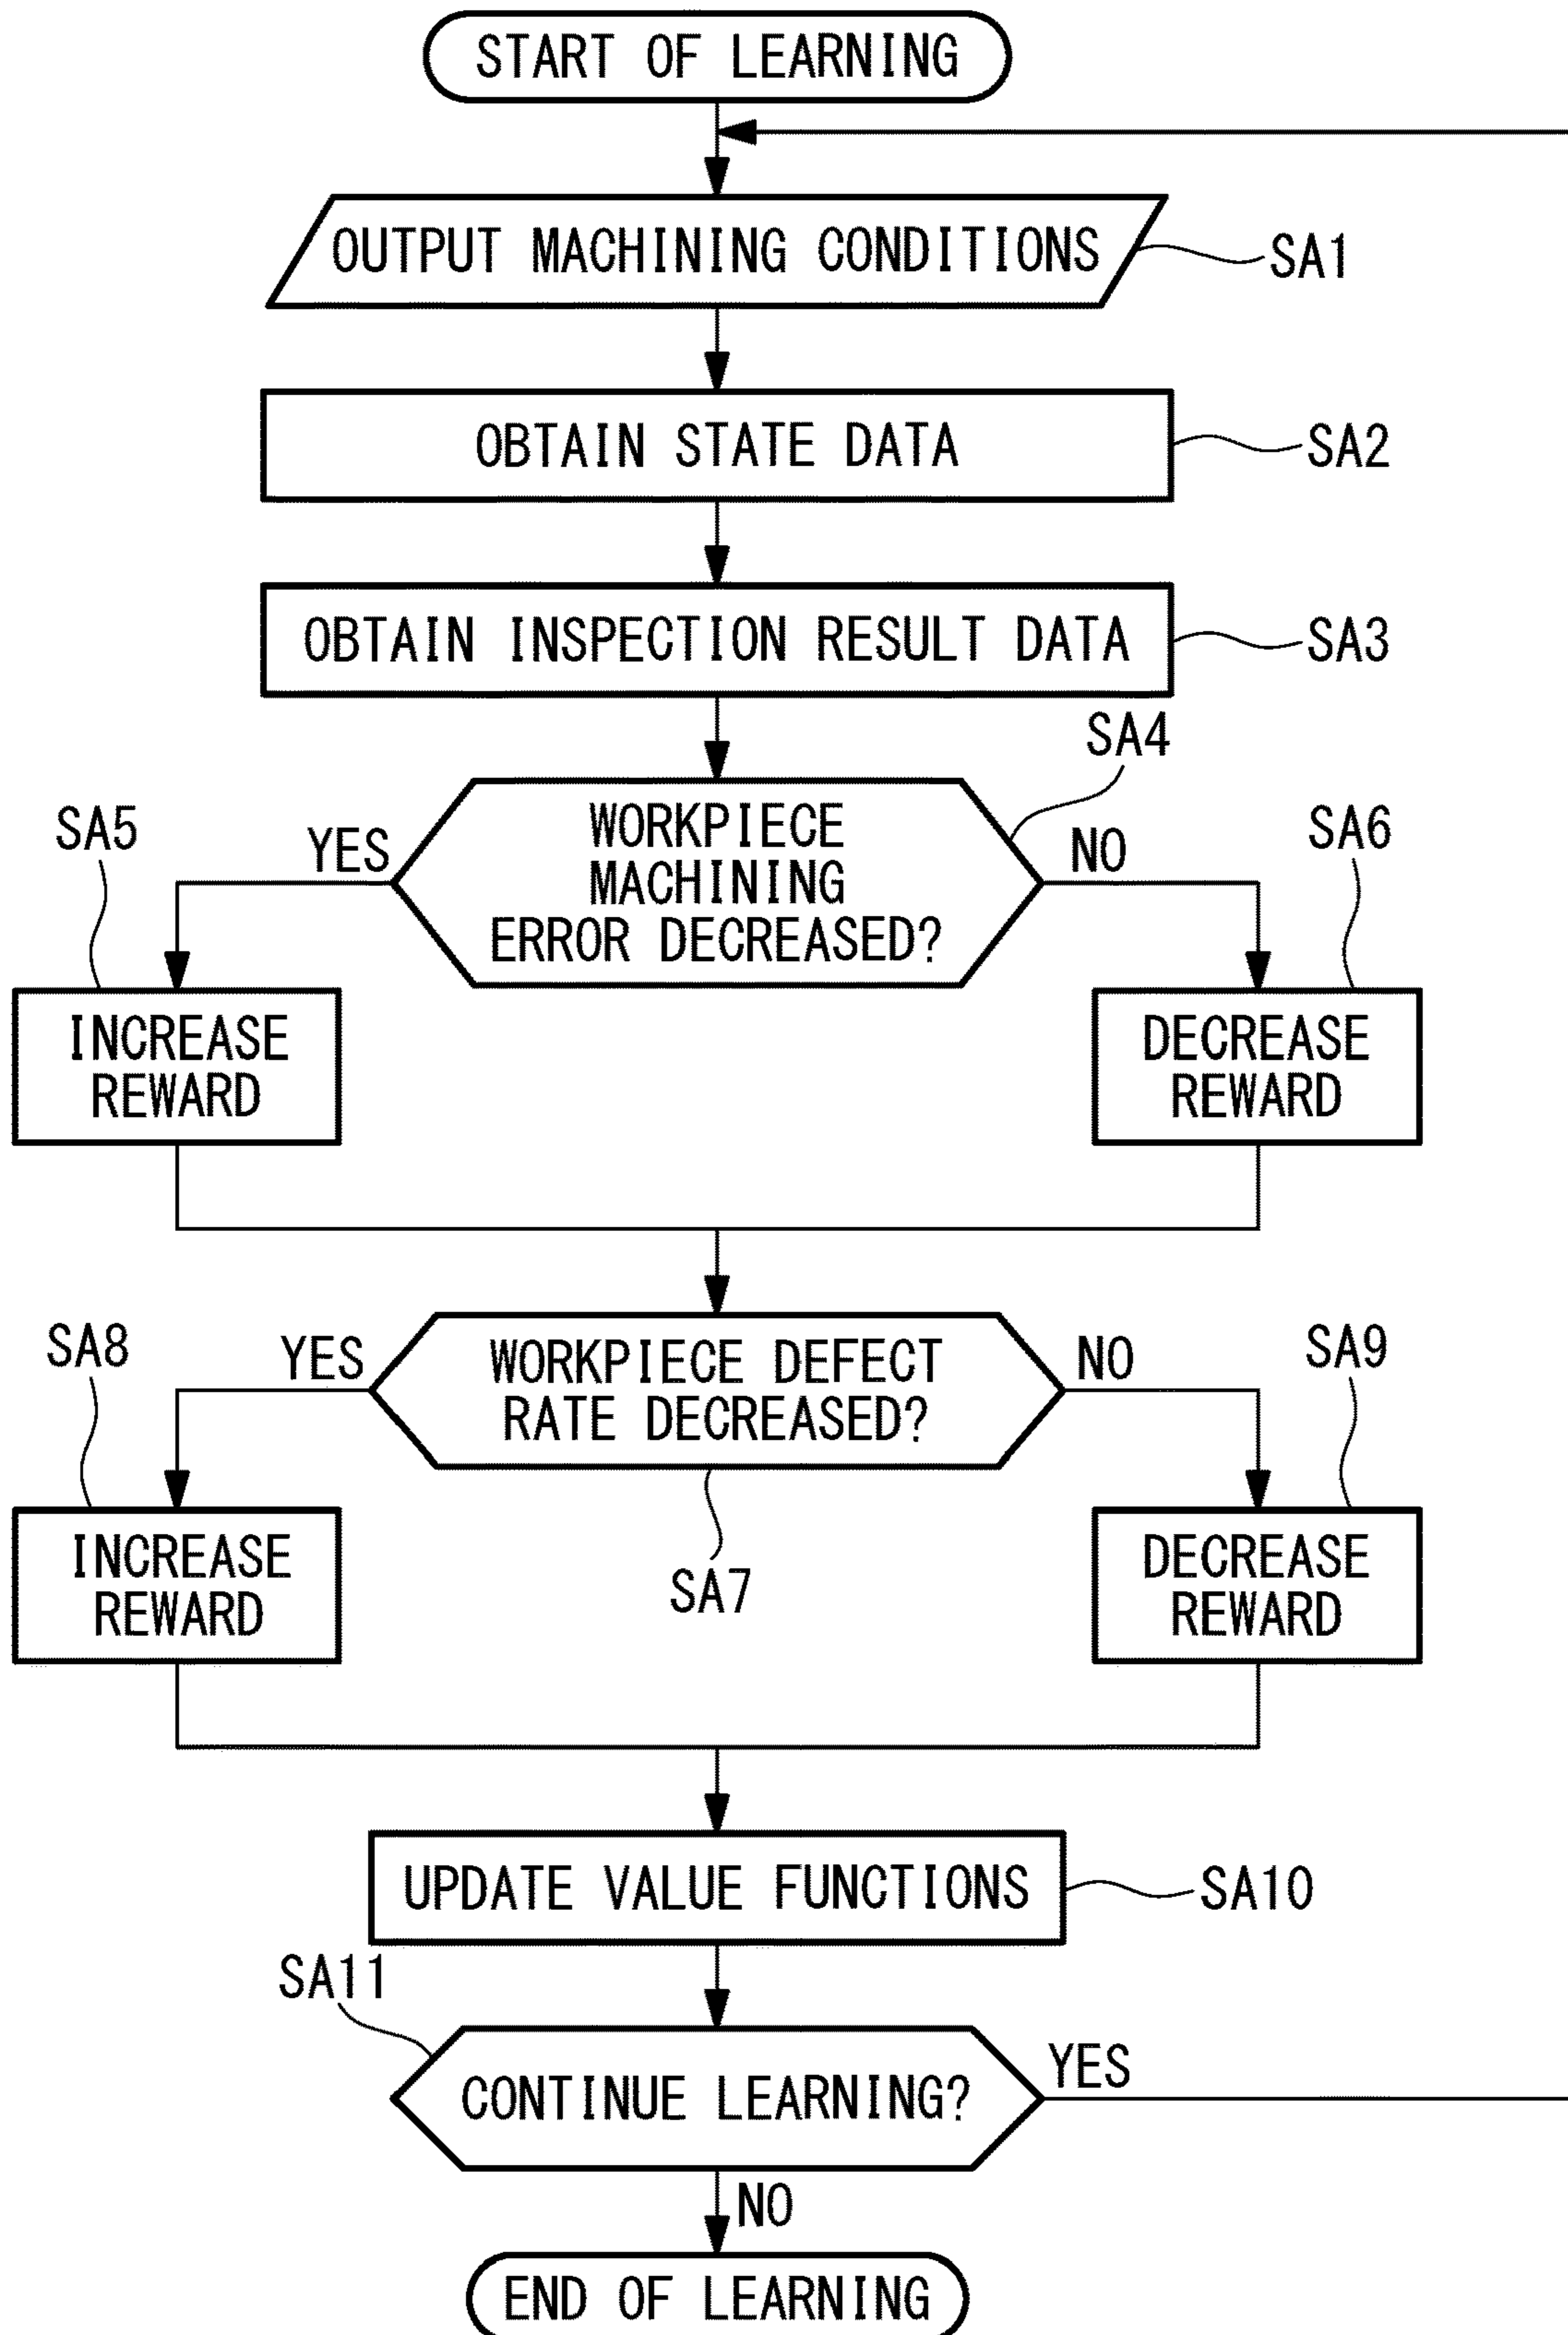 START OF LEARNING
OUTPUT MACHINING CONDITIONS
SA1
OBTAIN STATE DATA
SA2
OBTAIN INSPECTION RESULT DATA
SA3
SA4
SA5
YES
WORKPIECE
MACHINING
ERROR DECREASED?
NO
SA6
INCREASE
REWARD
DECREASE
REWARD
SA8
YES
WORKPIECE DEFECT
RATE DECREASED?
NO
SA9
SA7
INCREASE
REWARD
DECREASE
REWARD
UPDATE VALUE FUNCTIONS
SA10
SA11
CONTINUE LEARNING?
YES
NO
END OF LEARNING